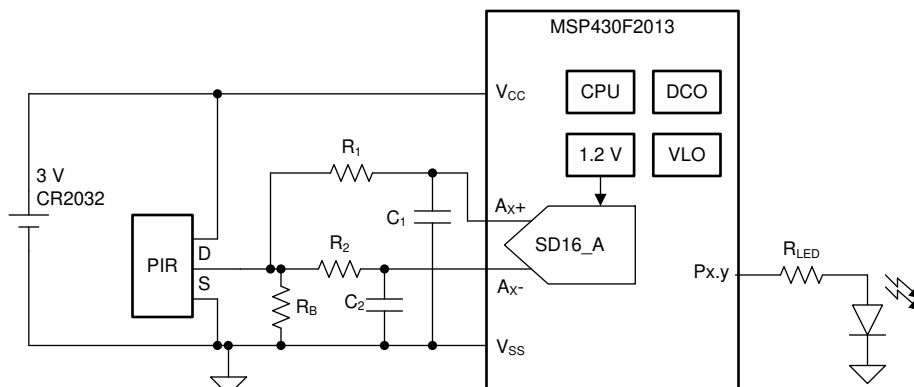 MSP430F2013
VCC
CPU
DCO
3 V
CR2032
R1
1.2 V
VLO
AX+
C1
SD16_A
RLED
PIR
D
S
R2
Px.y
AX-
RB
C2
VSS